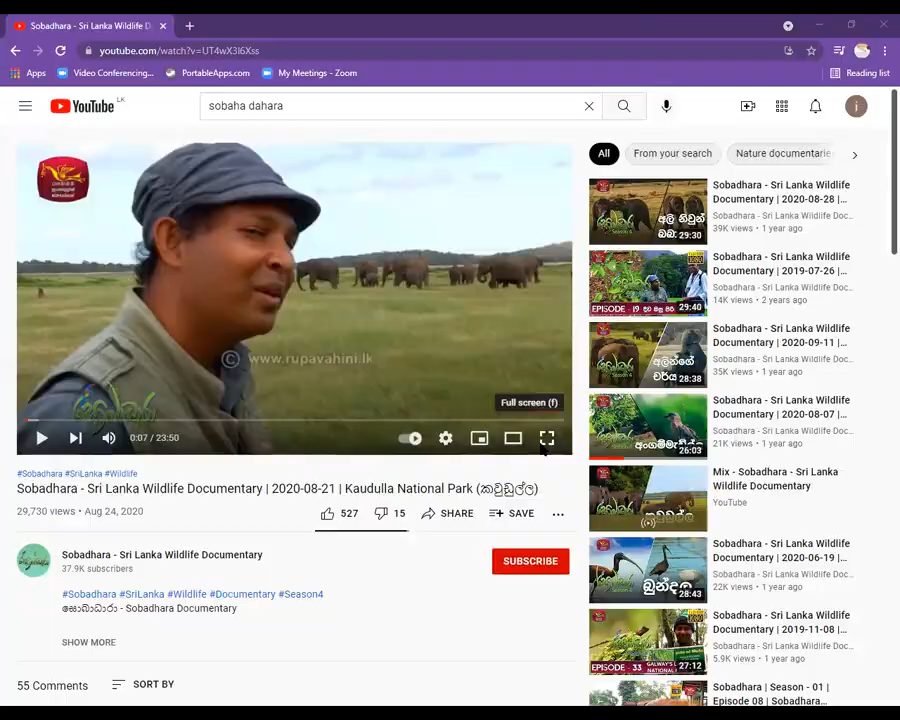 Sobadhara - Sri Lanka Wildlife D
youtube.com/watch?v=UT4wX3I6Xss
Apps
Video Conferencing...
PortableApps.com
My Meetings - Zoom
Reading list
YouTube LK
sobaha dahara
i
© www.rupavahini.lk
Full screen (f)
0:07 / 23:50
#Sobadhara #SriLanka #Wildlife
Sobadhara - Sri Lanka Wildlife Documentary | 2020-08-21 | Kaudulla National Park (කවුඩුල්ල)
29,730 views • Aug 24, 2020
527
15
SHARE
SAVE
Sobadhara - Sri Lanka Wildlife Documentary
37.9K subscribers
SUBSCRIBE
#Sobadhara #SriLanka #Wildlife #Documentary #Season4
සොබාධාරා - Sobadhara Documentary
SHOW MORE
55 Comments
SORT BY
All
From your search
Nature documentarie
Sobadhara - Sri Lanka Wildlife
Documentary | 2020-08-28 |...
Sobadhara - Sri Lanka Wildlife Doc...
39K views • 1 year ago
29:30
Sobadhara - Sri Lanka Wildlife
Documentary | 2019-07-26 |...
Sobadhara - Sri Lanka Wildlife Doc...
14K views • 2 years ago
EPISODE - 19
29:40
Sobadhara - Sri Lanka Wildlife
Documentary | 2020-09-11 |...
Sobadhara - Sri Lanka Wildlife Doc...
35K views • 1 year ago
28:38
Sobadhara - Sri Lanka Wildlife
Documentary | 2020-08-07 |...
Sobadhara - Sri Lanka Wildlife Doc...
21K views • 1 year ago
26:03
Mix - Sobadhara - Sri Lanka
Wildlife Documentary
YouTube
Sobadhara - Sri Lanka Wildlife
Documentary | 2020-06-19 |...
Sobadhara - Sri Lanka Wildlife Doc...
22K views • 1 year ago
28:43
Sobadhara - Sri Lanka Wildlife
Documentary | 2019-11-08 |...
Sobadhara - Sri Lanka Wildlife Doc...
5.9K views • 1 year ago
EPISODE - 33
27:12
Sobadhara | Season - 01 |
Episode 08 | Sobadhara...